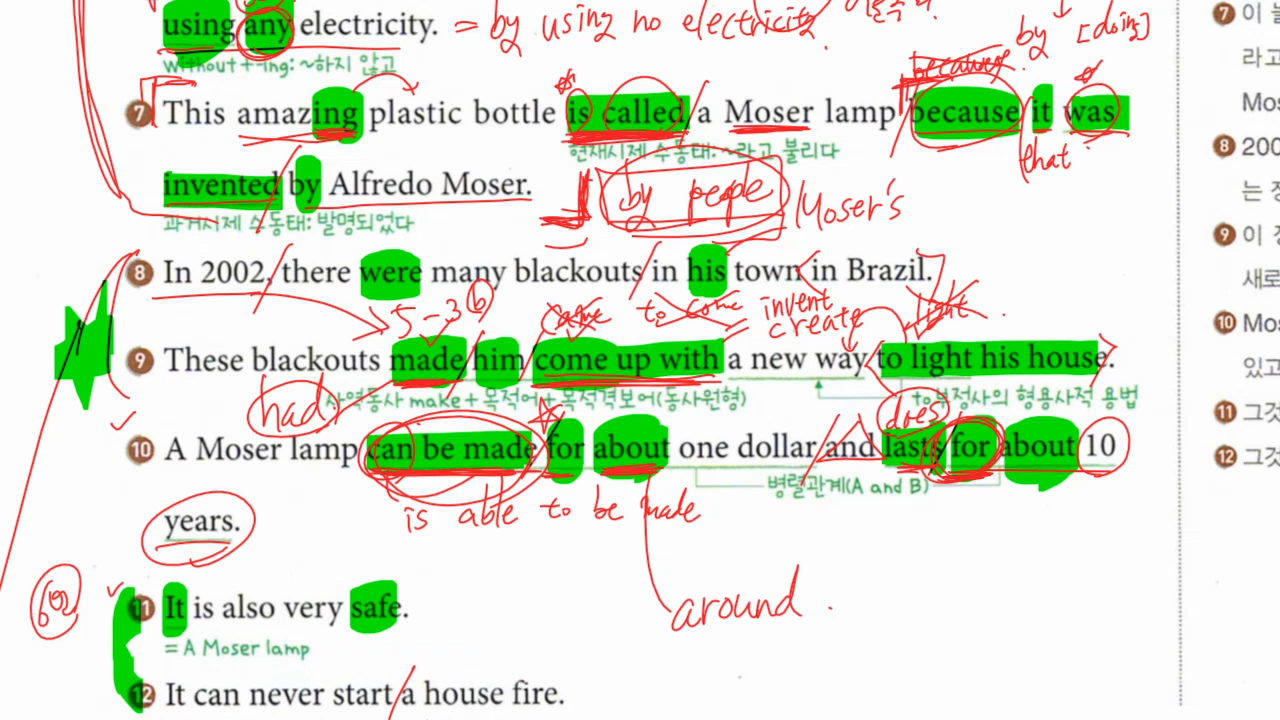 using any electricity. = by using no electricity.
without + -ing: ~하지 않고
by [doing]
because
⑦ This amazing plastic bottle is called a Moser lamp because it was
현재시제 수동태: ~라고 불리다
that
invented by Alfredo Moser.
by people
Moser's
과거시제 수동태: 발명되었다
⑧ In 2002, there were many blackouts in his town in Brazil.
5-3 ⓑ
came
to come
= invent
create
light
⑨ These blackouts made him come up with a new way to light his house.
had
사역동사 make + 목적어 + 목적격보어(동사원형)
to부정사의 형용사적 용법
does
⑩ A Moser lamp can be made for about one dollar and lasts for about 10
병렬관계(A and B)
is able to be made
years.
around
⑪ It is also very safe.
= A Moser lamp
⑫ It can never start a house fire.
⑦ 이
라고
Mos
⑧ 200
는
⑨ 이
새로
⑩ Mos
있고
⑪ 그것
⑫ 그것